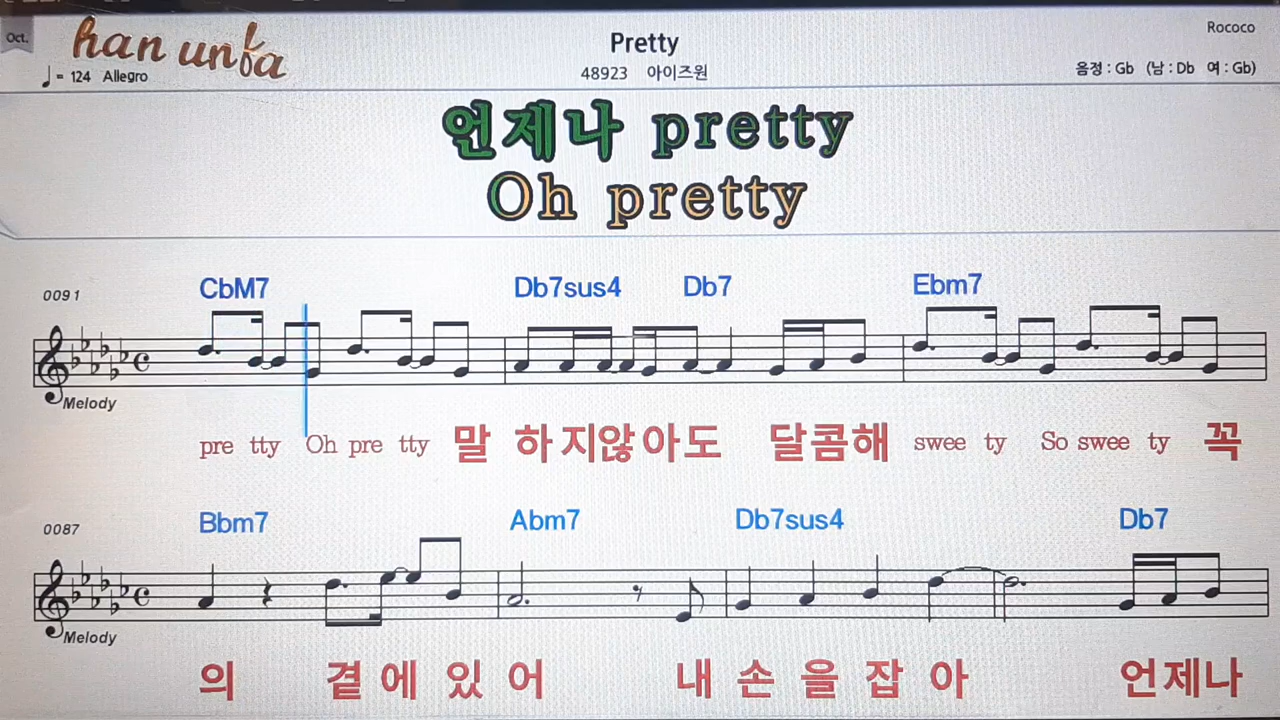 Oct.
han unfa
Rococo
Pretty
♩= 124 Allegro
48923 아이즈원
음정 : Gb (남 : Db 여 : Gb)
언제나 pretty
Oh pretty
0091
CbM7 Db7sus4 Db7 Ebm7
Melody
pre tty Oh pre tty 말 하지않아도 달콤해 swee ty So swee ty 꼭
0087
Bbm7 Abm7 Db7sus4 Db7
Melody
의 곁에 있 어 내 손 을 잡 아 언제나